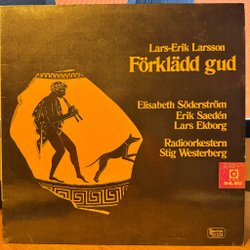 Lars-Erik Larsson
Förklädd gud
Elisabeth Söderström
Erik Saedén
Lars Ekborg
Radioorkestern
Stig Westerberg